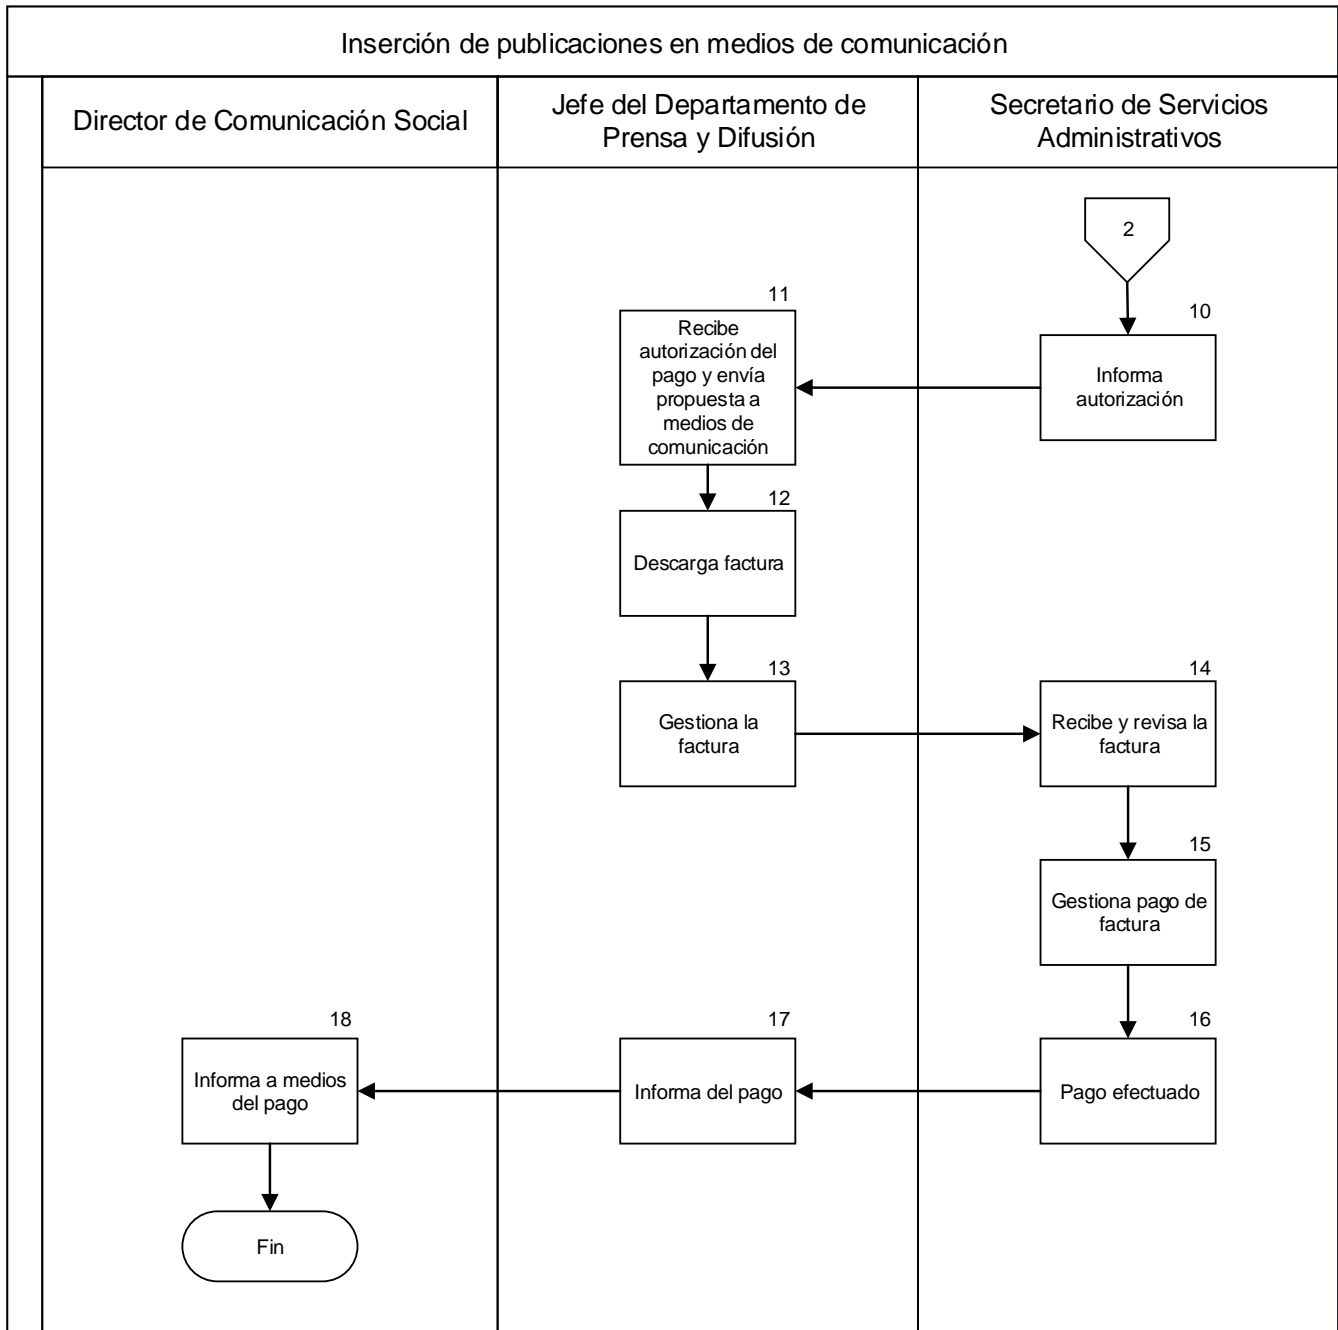 Inserción de publicaciones en medios de comunicación
Director de Comunicación Social
Jefe del Departamento de
Prensa y Difusión
Secretario de Servicios
Administrativos
2
10
Informa
autorización
11
Recibe
autorización del
pago y envía
propuesta a
medios de
comunicación
12
Descarga factura
13
Gestiona la
factura
14
Recibe y revisa la
factura
15
Gestiona pago de
factura
16
Pago efectuado
17
Informa del pago
18
Informa a medios
del pago
Fin